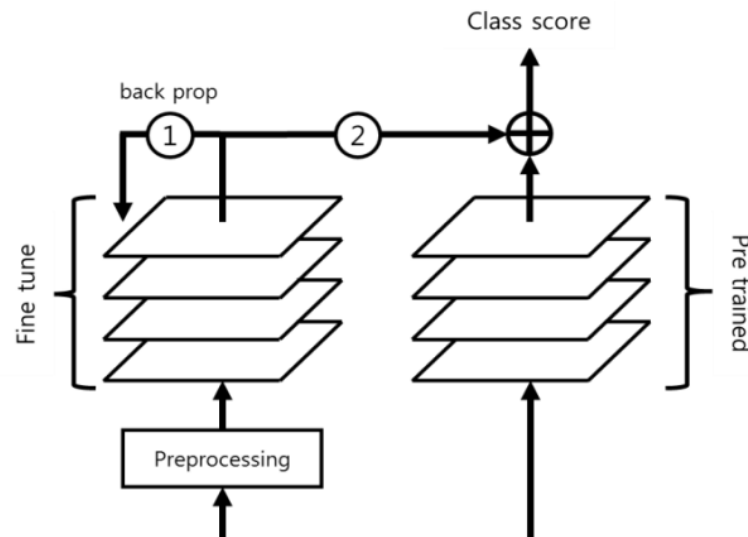 Class score
back prop
1
2
Fine tune
Pre trained
Preprocessing